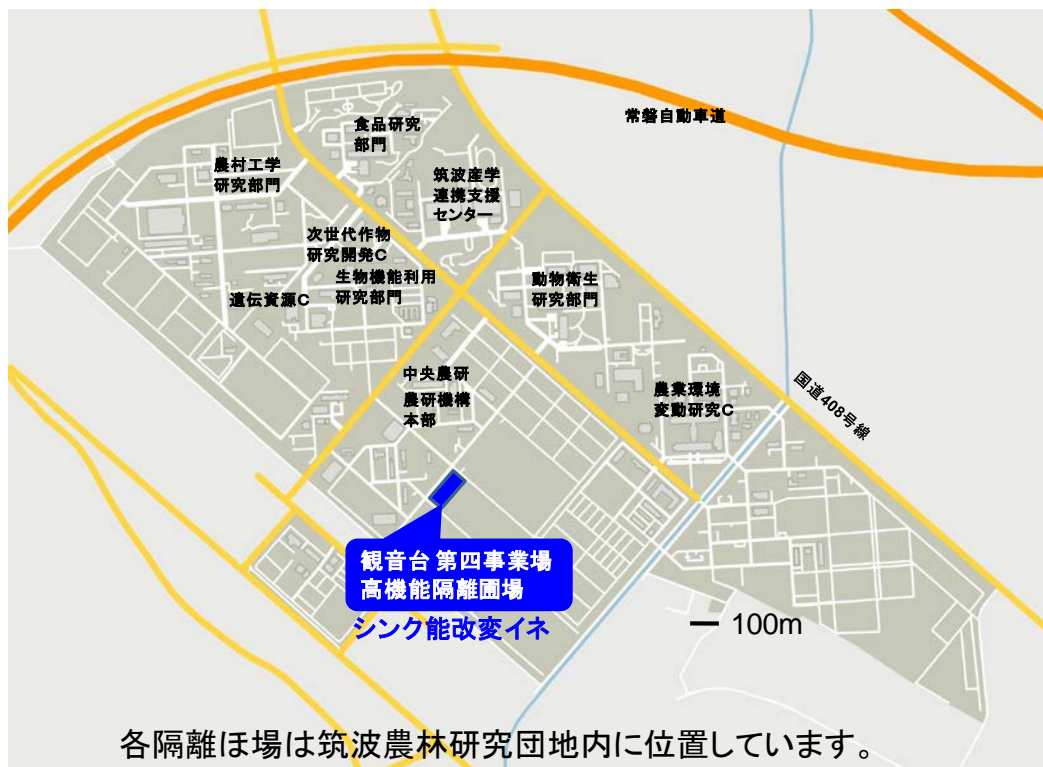 常磐自動車道
食品研究
部門
農村工学
研究部門
筑波産学
連携支援
センター
次世代作物
研究開発C
生物機能利用
研究部門
遺伝資源C
動物衛生
研究部門
中央農研
農研機構
本部
農業環境
変動研究C
国道408号線
観音台 第四事業場
高機能隔離圃場
シンク能改変イネ
100m
各隔離ほ場は筑波農林研究団地内に位置しています。